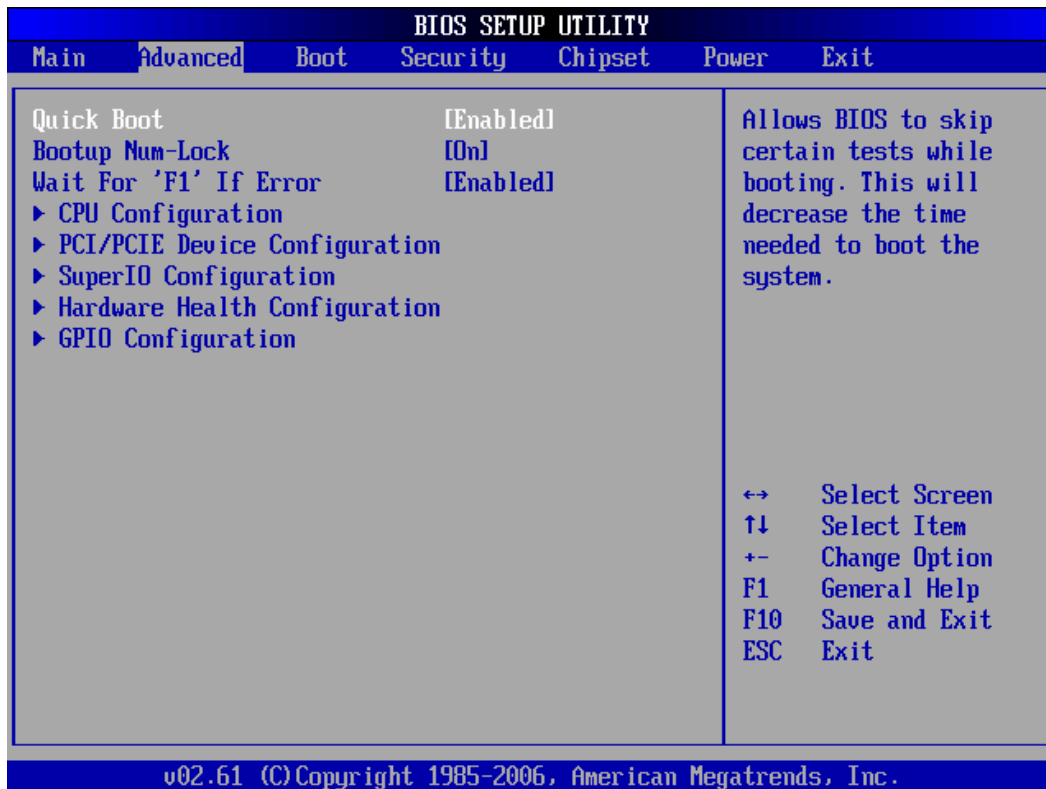 BIOS SETUP UTILITY
Main Advanced Boot Security Chipset Power Exit
Quick Boot [Enabled]
Bootup Num-Lock [On]
Wait For 'F1' If Error [Enabled]
▶ CPU Configuration
▶ PCI/PCIE Device Configuration
▶ SuperIO Configuration
▶ Hardware Health Configuration
▶ GPIO Configuration
Allows BIOS to skip
certain tests while
booting. This will
decrease the time
needed to boot the
system.
←→ Select Screen
↑↓ Select Item
+- Change Option
F1 General Help
F10 Save and Exit
ESC Exit
v02.61 (C)Copyright 1985-2006, American Megatrends, Inc.